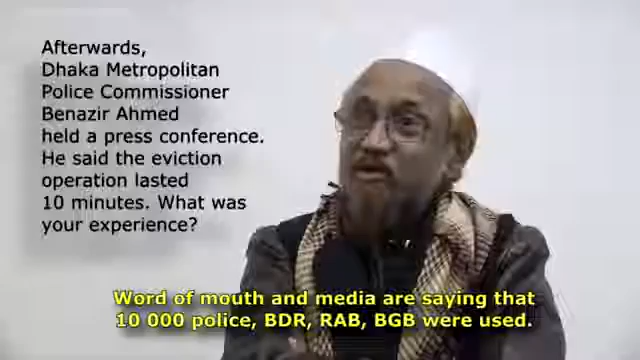 Afterwards,
Dhaka Metropolitan
Police Commissioner
Benazir Ahmed
held a press conference.
He said the eviction
operation lasted
10 minutes. What was
your experience?
Word of mouth and media are saying that
10 000 police, BDR, RAB, BGB were used.